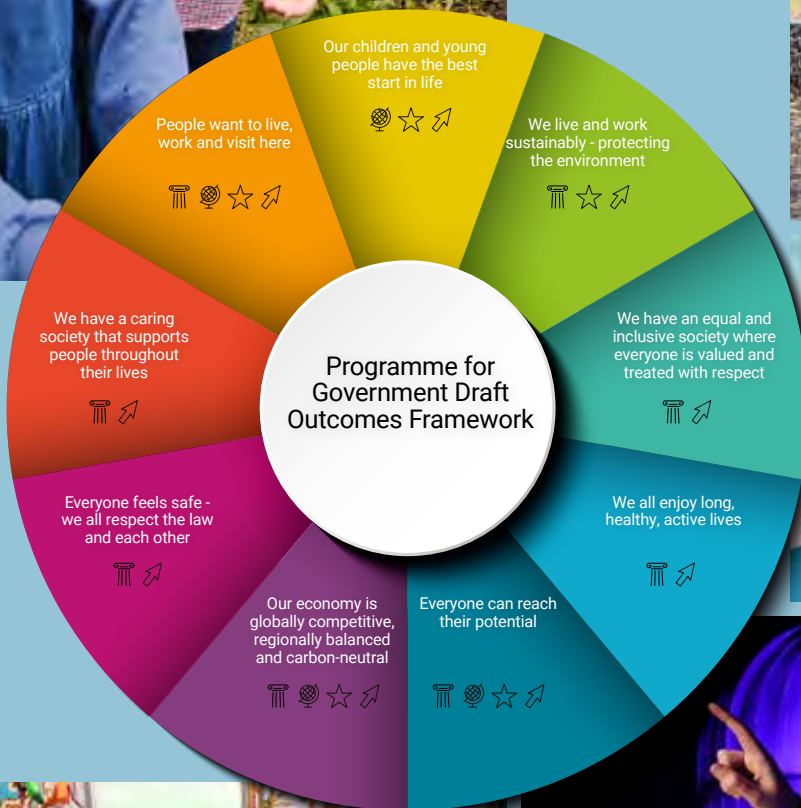 Our children and young
people have the best
start in life
We live and work
sustainably - protecting
the environment
We have an equal and
inclusive society where
everyone is valued and
treated with respect
We all enjoy long,
healthy, active lives
Everyone can reach
their potential
Our economy is
globally competitive,
regionally balanced
and carbon-neutral
Everyone feels safe -
we all respect the law
and each other
We have a caring
society that supports
people throughout
their lives
People want to live,
work and visit here
Programme for
Government Draft
Outcomes Framework